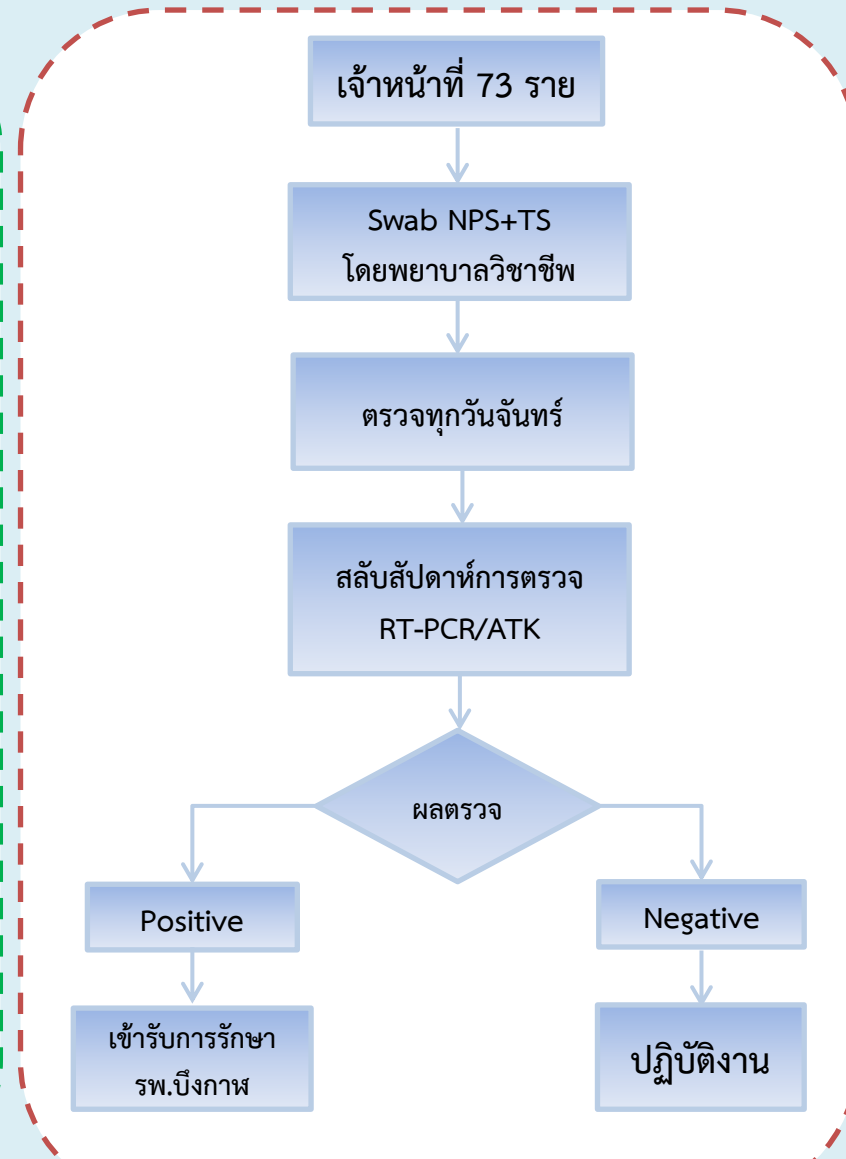 เจ้าหน้าที่ 73 ราย
Swab NPS+TS
โดยพยาบาลวิชาชีพ
ตรวจทุกวันจันทร์
สลับสัปดาห์การตรวจ
RT-PCR/ATK
ผลตรวจ
Positive
Negative
เข้ารับการรักษา
รพ.บึงกาฬ
ปฏิบัติงาน